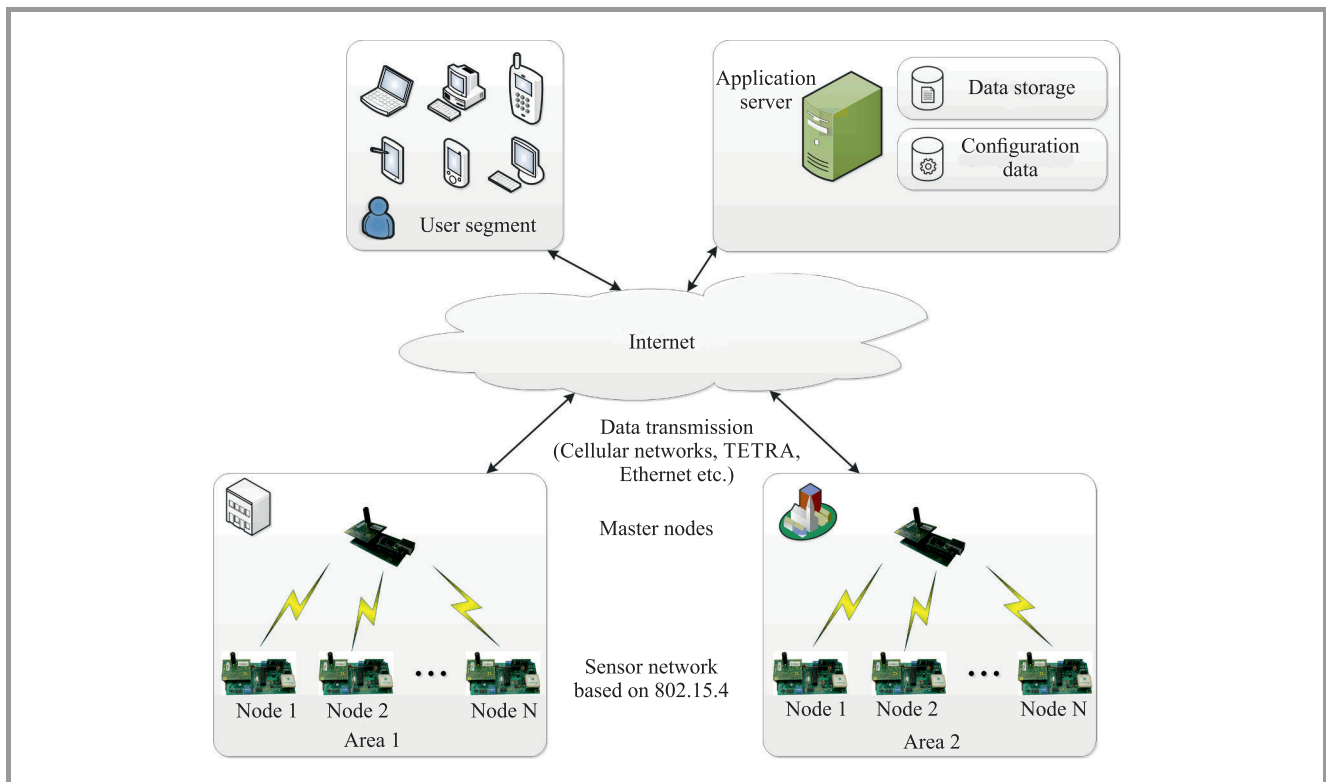 Application
server
Data storage
Configuration
data
User segment
Internet
Data transmission
(Cellular networks, TETRA,
Ethernet etc.)
Master nodes
Sensor network
based on 802.15.4
Node 1
Node 2
Node N
Area 1
Node 1
Node 2
Node N
Area 2